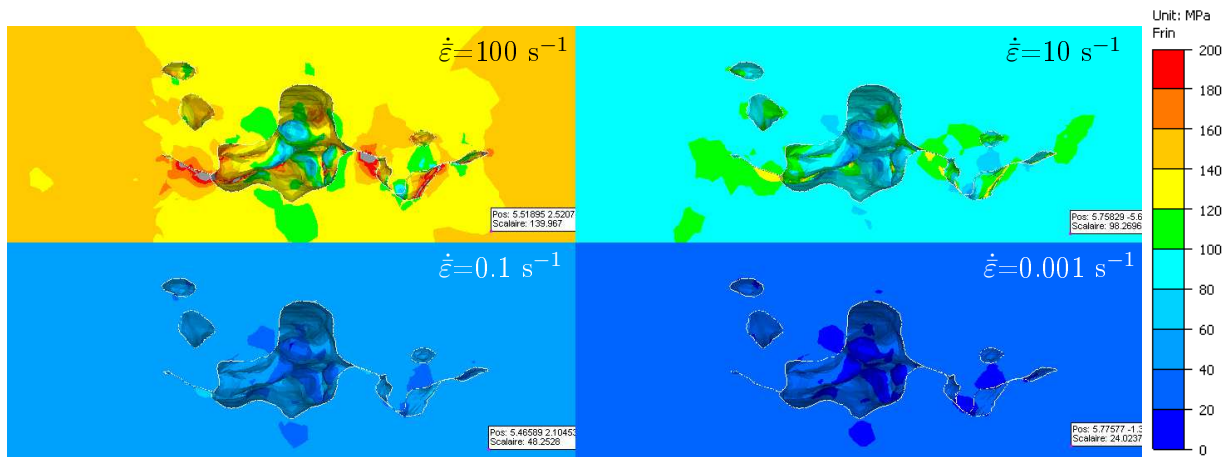 Unit: MPa
Frin
ε̇̄=100 s⁻¹
ε̇̄=10 s⁻¹
200
180
160
140
120
100
80
60
40
20
0
Pos: 5.51895 2.5207
Scalaire: 139.967
Pos: 5.75829 -5.6
Scalaire: 98.2696
ε̇̄=0.1 s⁻¹
ε̇̄=0.001 s⁻¹
Pos: 5.46589 2.10453
Scalaire: 48.2528
Pos: 5.77577 -1.3
Scalaire: 24.0237